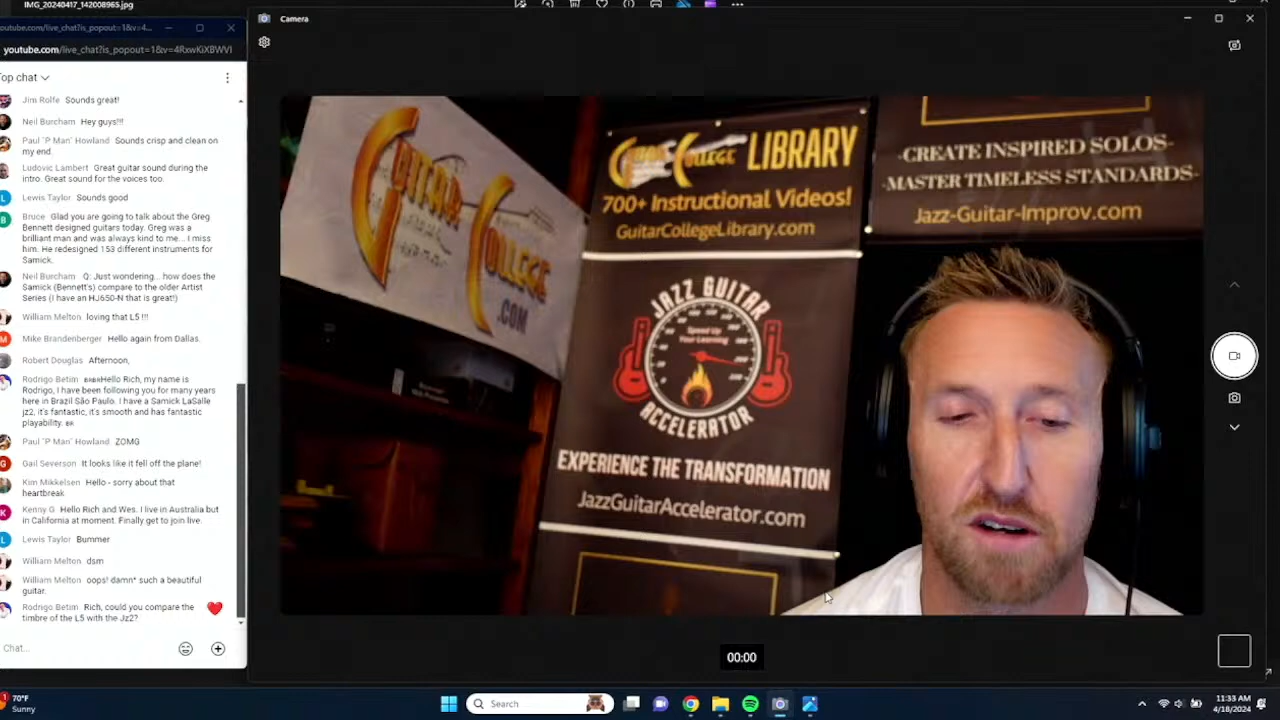 IMG_20240417_142008965.jpg
youtube.com/live_chat?is_popout=1&v=4...
youtube.com/live_chat?is_popout=1&v=4RxwKiXBWVI
Top chat
Jim Rolfe Sounds great!
Neil Burcham Hey guys!!!
Paul `P Man' Howland Sounds crisp and clean on
my end.
Ludovic Lambert Great guitar sound during the
intro. Great sound for the voices too.
Lewis Taylor Sounds good
Bruce Glad you are going to talk about the Greg
Bennett designed guitars today. Greg was a
brilliant man and was always kind to me... I miss
him. He redesigned 153 different instruments for
Samick.
Neil Burcham Q: Just wondering... how does the
Samick (Bennett's) compare to the older Artist
Series (I have an HJ650-N that is great!)
William Melton loving that L5 !!!
Mike Brandenberger Hello again from Dallas.
Robert Douglas Afternoon,
Rodrigo Betim Hello Rich, my name is
Rodrigo, I have been following you for many years
here in Brazil São Paulo. I have a Samick LaSalle
jz2, it's fantastic, it's smooth and has fantastic
playability.
Paul `P Man' Howland ZOMG
Gail Severson It looks like it fell off the plane!
Kim Mikkelsen Hello - sorry about that
heartbreak
Kenny G Hello Rich and Wes. I live in Australia but
in California at moment. Finally get to join live.
Lewis Taylor Bummer
William Melton dsm
William Melton oops! damn* such a beautiful
guitar.
Rodrigo Betim Rich, could you compare the
timbre of the L5 with the Jz2?
Chat...
Camera
GUITAR
COLLEGE
.COM
GUITAR COLLEGE LIBRARY
700+ Instructional Videos!
GuitarCollegeLibrary.com
JAZZ GUITAR
Speed Up
Your Learning
ACCELERATOR
EXPERIENCE THE TRANSFORMATION
JazzGuitarAccelerator.com
-CREATE INSPIRED SOLOS-
-MASTER TIMELESS STANDARDS-
Jazz-Guitar-Improv.com
00:00
1
70°F
Sunny
Search
11:33 AM
4/18/2024